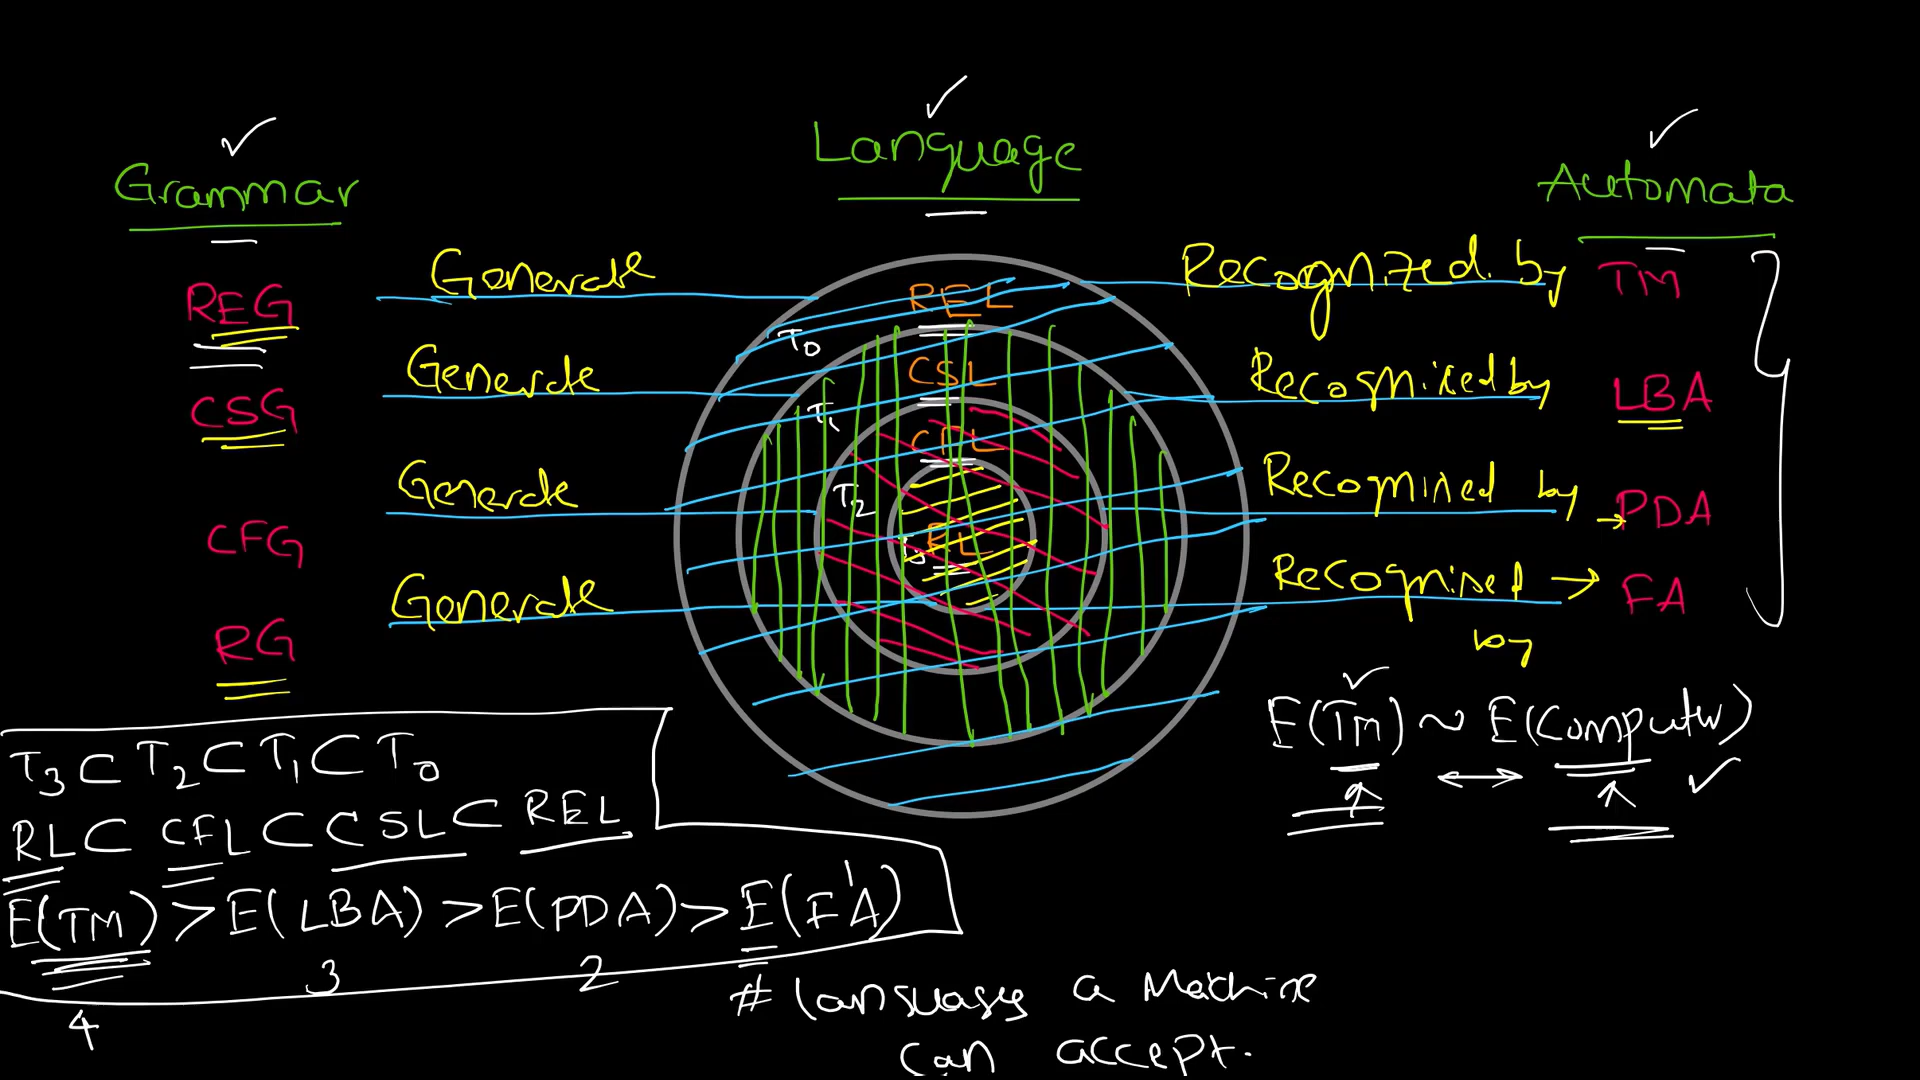 Language
Grammar
Automata
REG Generate REL Recognized by TM
T0
CSG Generate CSL Recognized by LBA
T1
CFL
CFG Generate T2 Recognized by PDA
RG Generate RL Recognized by FA
E(TM) ~ E(Computer)
T3 ⊂ T2 ⊂ T1 ⊂ T0
RL ⊂ CFL ⊂ CSL ⊂ REL
E(TM) > E(LBA) > E(PDA) > E(FA)
4 3 2 1
# languages a Machine
can accept.